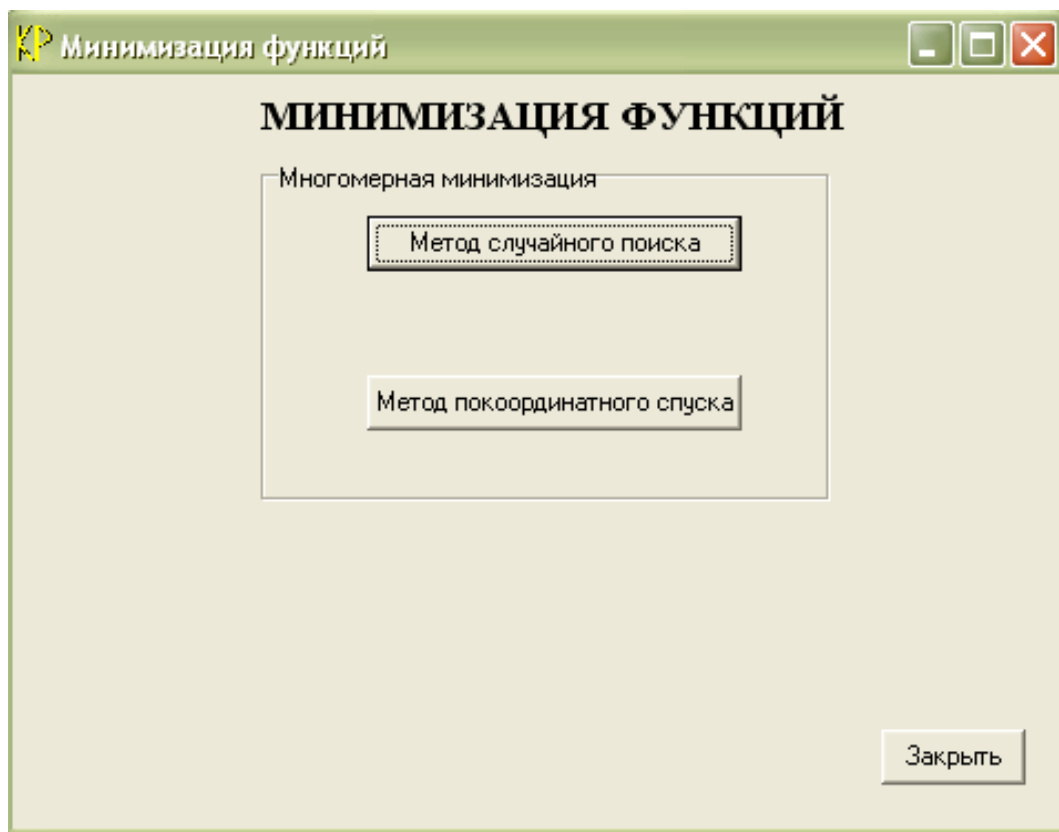 КР Минимизация функций
МИНИМИЗАЦИЯ ФУНКЦИЙ
Многомерная минимизация
Метод случайного поиска
Метод покоординатного спуска
Закрыть